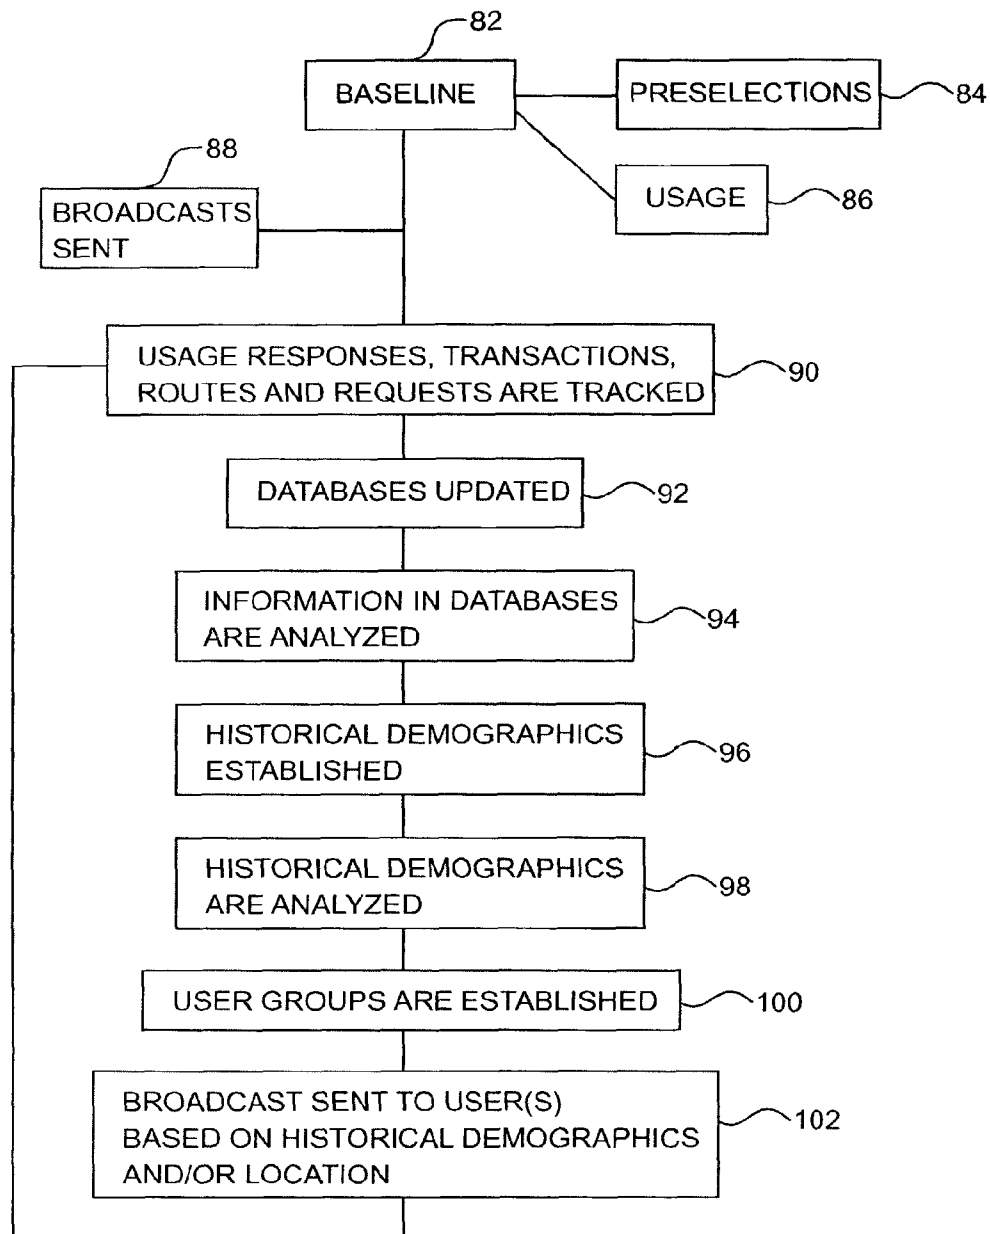 82
BASELINE
PRESELECTIONS
84
88
BROADCASTS
SENT
USAGE
86
USAGE RESPONSES, TRANSACTIONS,
ROUTES AND REQUESTS ARE TRACKED
90
DATABASES UPDATED
92
INFORMATION IN DATABASES
ARE ANALYZED
94
HISTORICAL DEMOGRAPHICS
ESTABLISHED
96
HISTORICAL DEMOGRAPHICS
ARE ANALYZED
98
USER GROUPS ARE ESTABLISHED
100
BROADCAST SENT TO USER(S)
BASED ON HISTORICAL DEMOGRAPHICS
AND/OR LOCATION
102